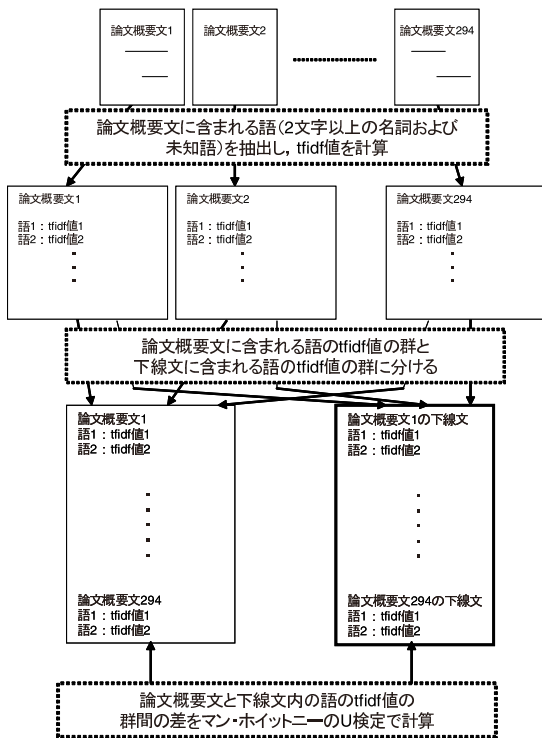 論文概要文1
論文概要文2
論文概要文294
論文概要文に含まれる語(2文字以上の名詞および
未知語)を抽出し，tfidf値を計算
論文概要文1
語1：tfidf値1
語2：tfidf値2
論文概要文2
語1：tfidf値1
語2：tfidf値2
論文概要文294
語1：tfidf値1
語2：tfidf値2
論文概要文に含まれる語のtfidf値の群と
下線文に含まれる語のtfidf値の群に分ける
論文概要文1
語1：tfidf値1
語2：tfidf値2
論文概要文294
語1：tfidf値1
語2：tfidf値2
論文概要文1の下線文
語1：tfidf値1
語2：tfidf値2
論文概要文294の下線文
語1：tfidf値1
語2：tfidf値2
論文概要文と下線文内の語のtfidf値の
群間の差をマン・ホイットニーのU検定で計算